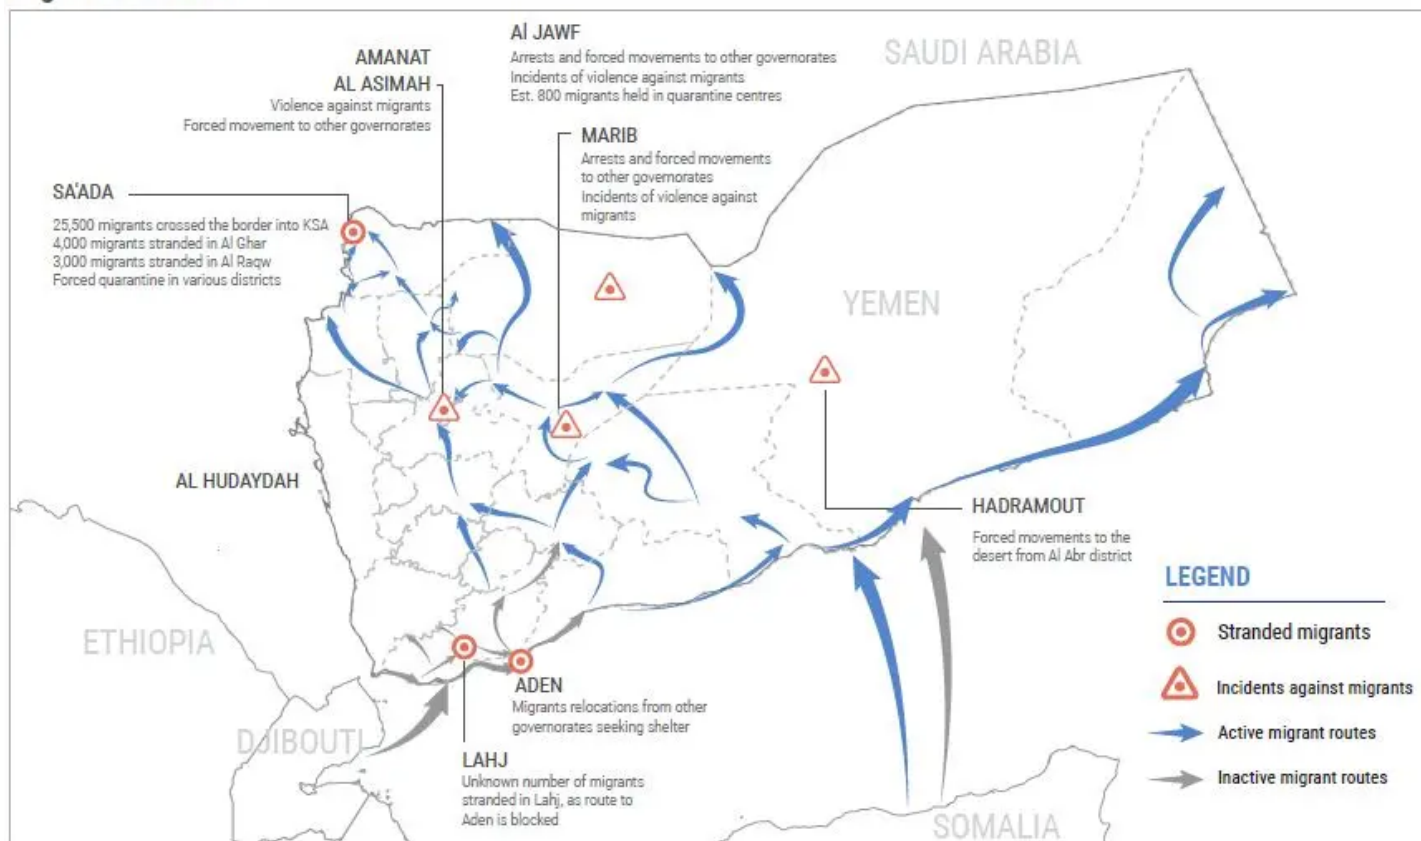 AMANAT
AL ASIMAH
Violence against migrants
Forced movement to other governorates
Al JAWF
Arrests and forced movements to other governorates
Incidents of violence against migrants
Est. 800 migrants held in quarantine centres
SAUDI ARABIA
MARIB
Arrests and forced movements
to other governorates
Incidents of violence against
migrants
SA'ADA
25,500 migrants crossed the border into KSA
4,000 migrants stranded in Al Ghar
3,000 migrants stranded in Al Raqw
Forced quarantine in various districts
YEMEN
AL HUDAYDAH
HADRAMOUT
Forced movements to the
desert from Al Abr district
ETHIOPIA
DJIBOUTI
ADEN
Migrants relocations from other
governorates seeking shelter
LAHJ
Unknown number of migrants
stranded in Lahj, as route to
Aden is blocked
SOMALIA
LEGEND
Stranded migrants
Incidents against migrants
Active migrant routes
Inactive migrant routes